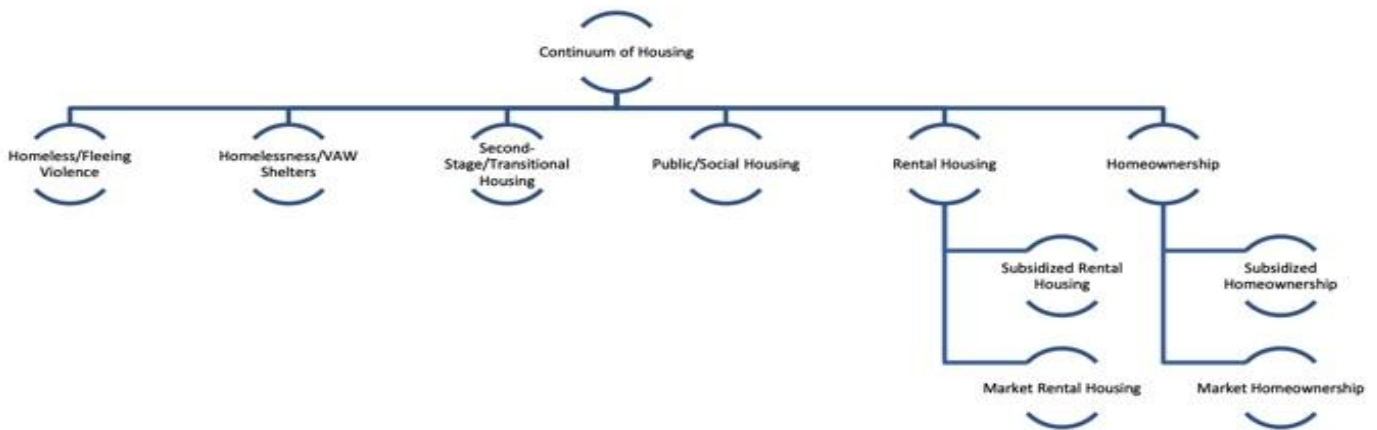 Continuum of Housing
Homeless/Fleeing
Violence
Homelessness/VAW
Shelters
Second-
Stage/Transitional
Housing
Public/Social Housing
Rental Housing
Homeownership
Subsidized Rental
Housing
Subsidized
Homeownership
Market Rental Housing
Market Homeownership